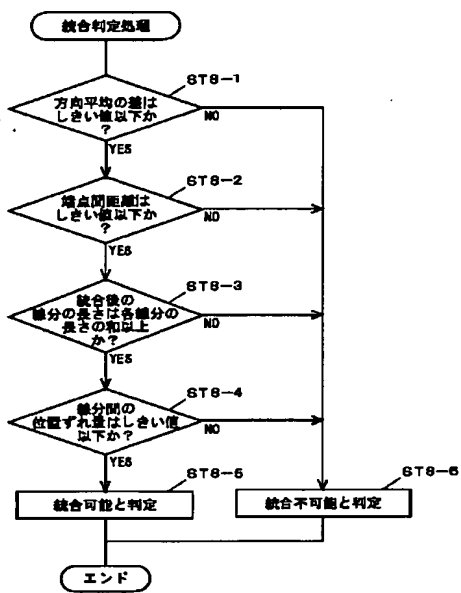 統合判定処理
ST8-1
方向平均の差は
しきい値以下か
?
NO
YES
ST8-2
端点間距離は
しきい値以下か
?
NO
YES
ST8-3
統合後の
線分の長さは各線分の
長さの和以上
か?
NO
YES
ST8-4
線分間の
位置ずれ量はしきい値
以下か?
NO
YES
ST8-5
統合可能と判定
ST8-6
統合不可能と判定
エンド